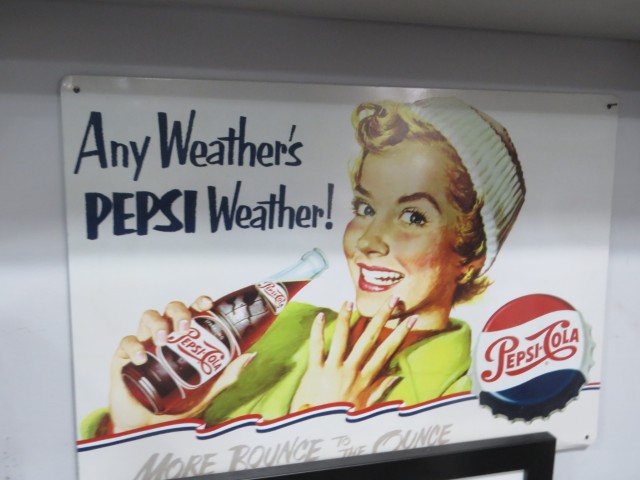 Any Weather's
PEPSI Weather!
Pepsi-Cola
Pepsi-Cola
PEPSI-COLA
MORE BOUNCE TO THE OUNCE